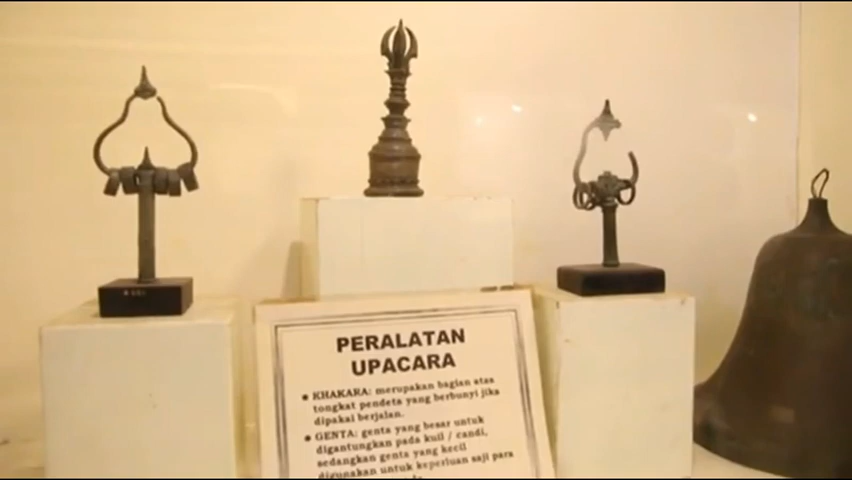 PERALATAN
UPACARA
• KHAKARA: merupakan bagian atas
tongkat pendeta yang berbunyi jika
dipakai berjalan.
• GENTA: genta yang besar untuk
digantungkan pada kuil / candi,
sedangkan genta yang kecil
digunakan untuk keperluan saji para